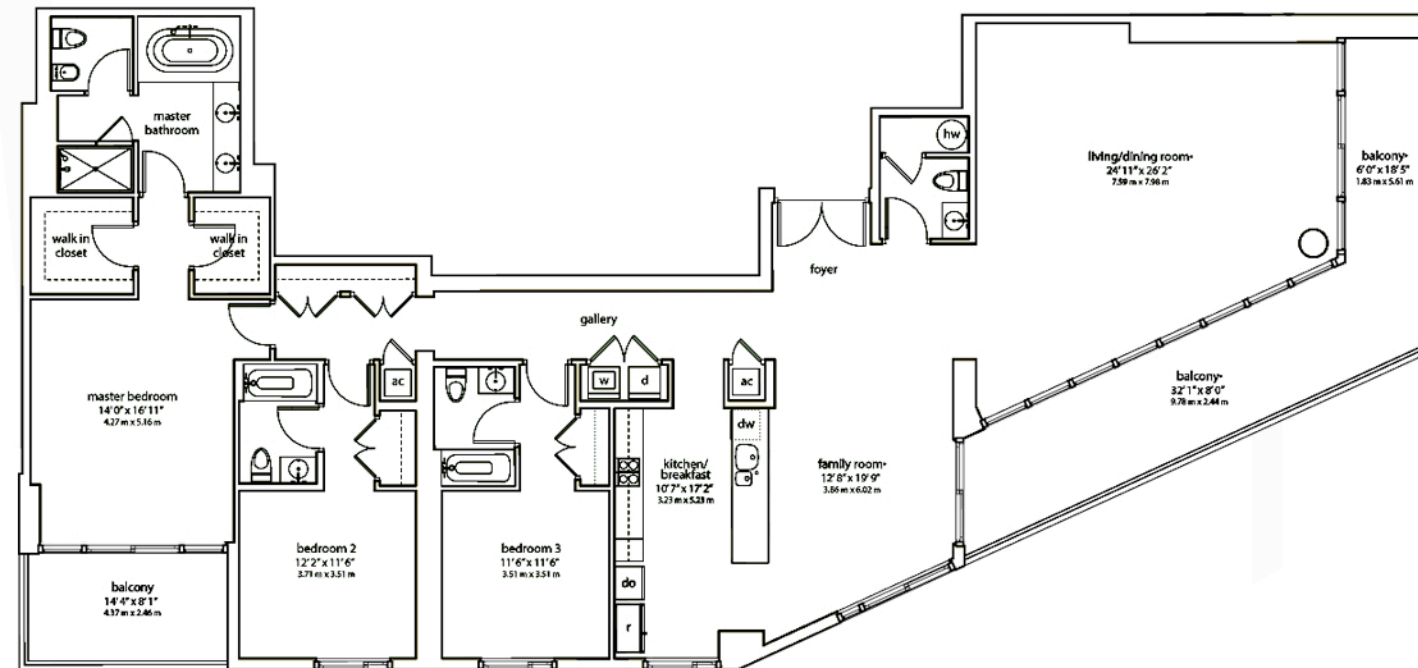 master
bathroom
walk in
closet
walk in
closet
hw
living/dining room•
24'11" x 26'2"
7.59 m x 7.98 m
balcony•
6'0" x 18'5"
1.83 m x 5.61 m
foyer
gallery
master bedroom
14'0" x 16'11"
4.27 m x 5.16 m
ac
w
d
ac
balcony•
32'1" x 8'0"
9.78 m x 2.44 m
dw
kitchen/
breakfast
10'7" x 17'2"
3.23 m x 5.23 m
family room•
12'8" x 19'9"
3.86 m x 6.02 m
bedroom 2
12'2" x 11'6"
3.71 m x 3.51 m
bedroom 3
11'6" x 11'6"
3.51 m x 3.51 m
do
balcony
14'4" x 8'1"
4.37 m x 2.46 m
r